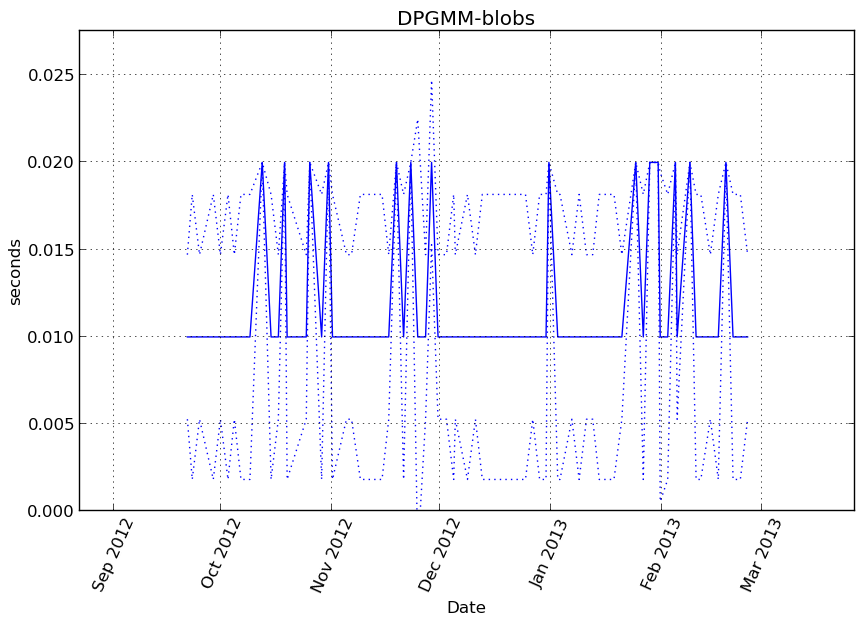 DPGMM-blobs
0.025
0.020
0.015
0.010
0.005
0.000
seconds
Sep 2012
Oct 2012
Nov 2012
Dec 2012
Jan 2013
Feb 2013
Mar 2013
Date